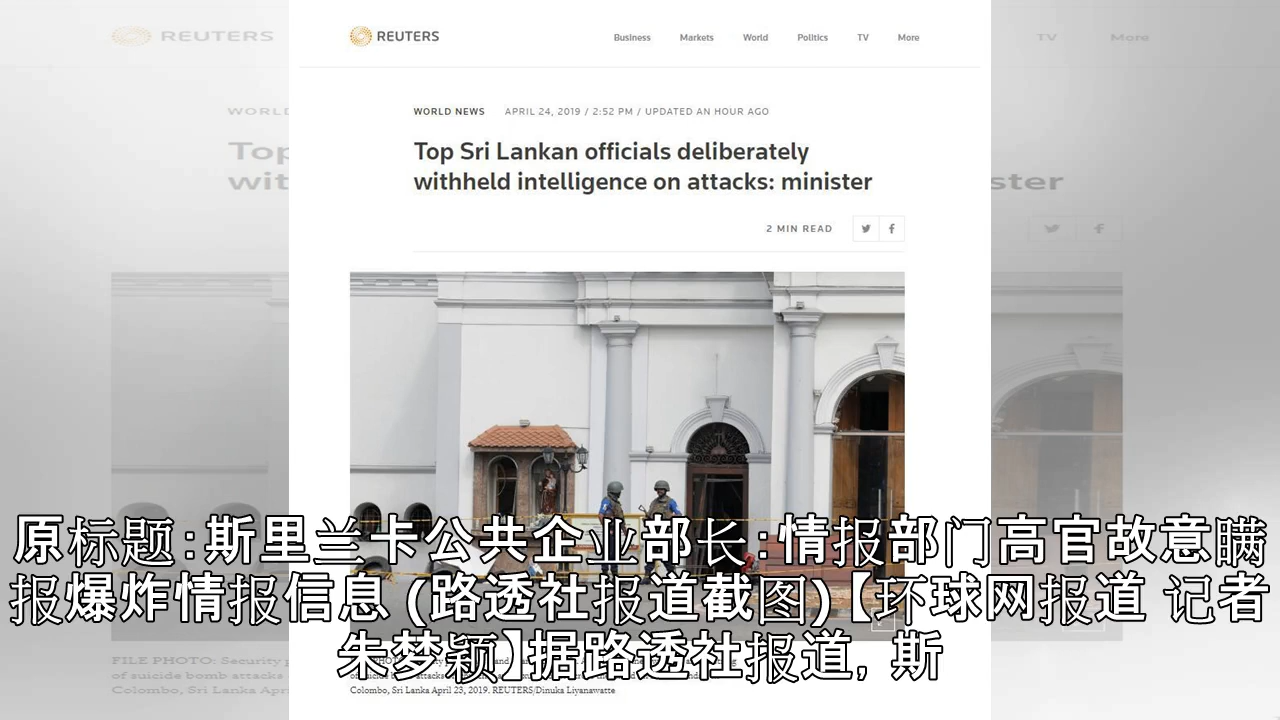 REUTERS
Business Markets World Politics TV More
WORLD NEWS APRIL 24, 2019 / 2:52 PM / UPDATED AN HOUR AGO
Top Sri Lankan officials deliberately
withheld intelligence on attacks: minister
2 MIN READ
原标题:斯里兰卡公共企业部长:情报部门高官故意瞒
报爆炸情报信息 (路透社报道截图)【环球网报道 记者
朱梦颖】据路透社报道, 斯
Colombo, Sri Lanka April 23, 2019. REUTERS/Dinuka Liyanawatte